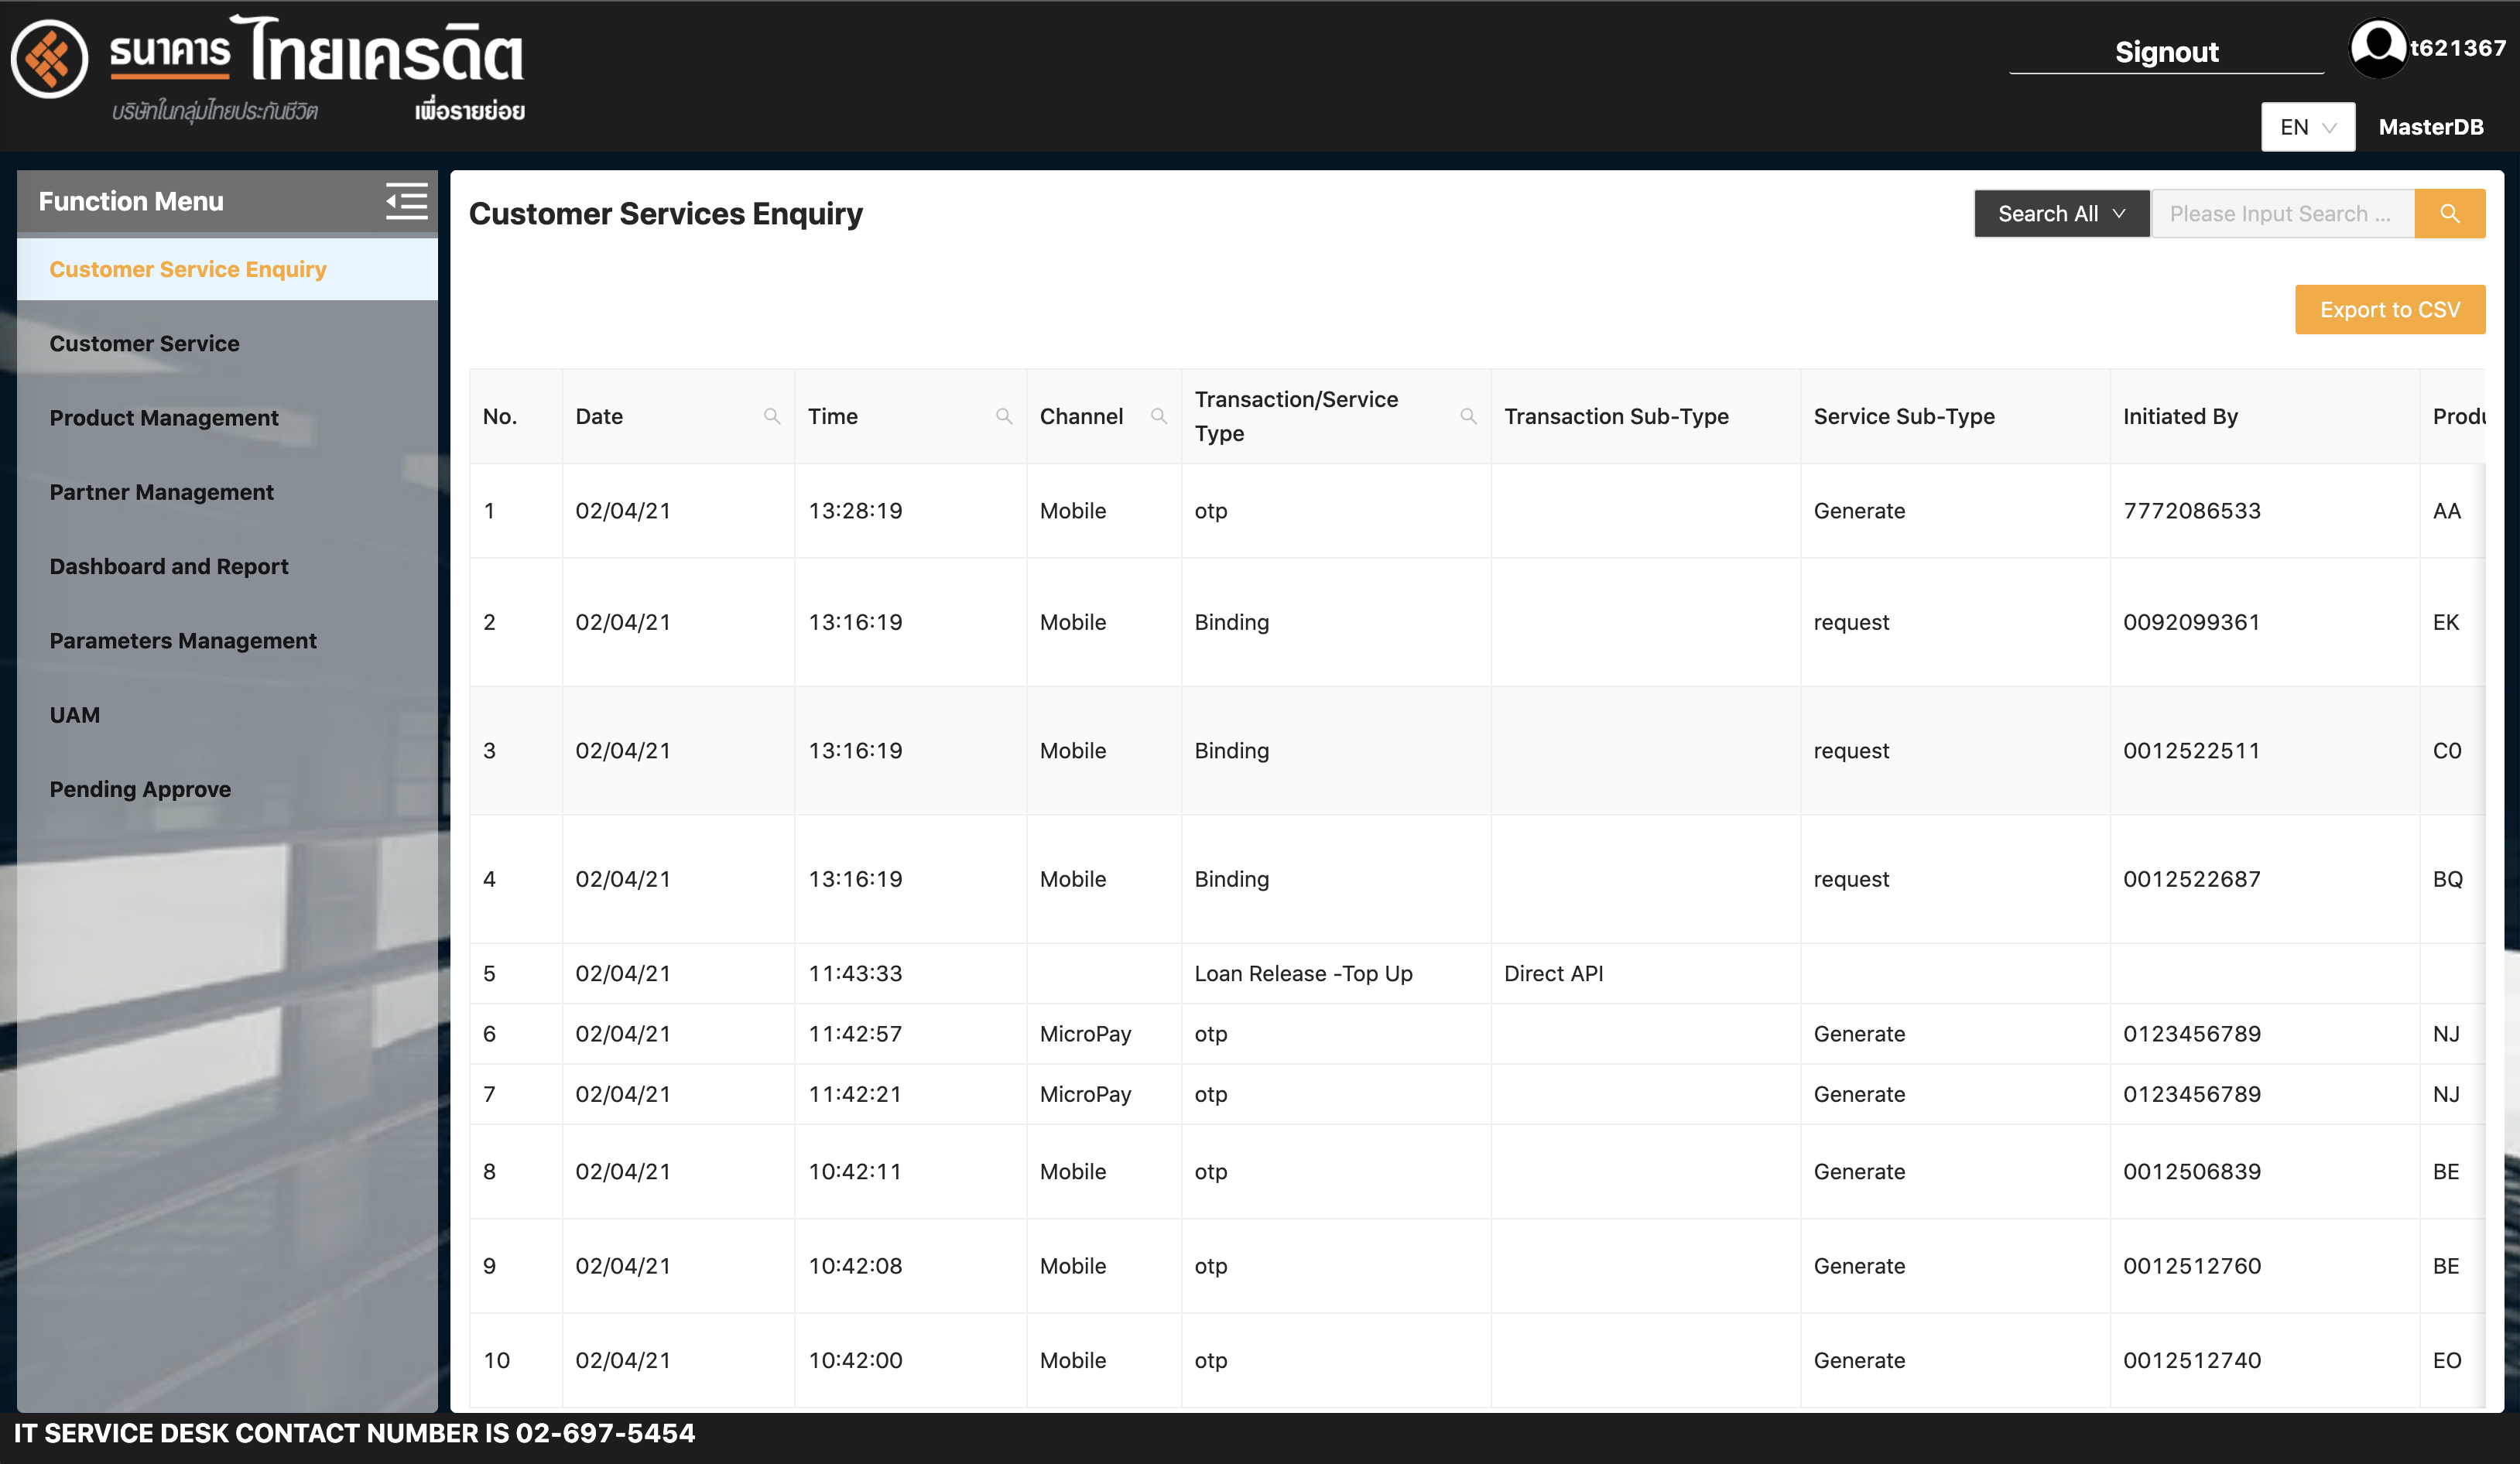 ธนาคาร ไทยเครดิต
บริษัทในกลุ่มไทยประกันชีวิต เพื่อรายย่อย
Signout
t621367
EN
MasterDB
Function Menu
Customer Service Enquiry
Customer Service
Product Management
Partner Management
Dashboard and Report
Parameters Management
UAM
Pending Approve
Customer Services Enquiry
Search All
Please Input Search ...
Export to CSV
No. Date Time Channel Transaction/Service Type Transaction Sub-Type Service Sub-Type Initiated By Produ
1 02/04/21 13:28:19 Mobile otp Generate 7772086533 AA
2 02/04/21 13:16:19 Mobile Binding request 0092099361 EK
3 02/04/21 13:16:19 Mobile Binding request 0012522511 C0
4 02/04/21 13:16:19 Mobile Binding request 0012522687 BQ
5 02/04/21 11:43:33 Loan Release -Top Up Direct API
6 02/04/21 11:42:57 MicroPay otp Generate 0123456789 NJ
7 02/04/21 11:42:21 MicroPay otp Generate 0123456789 NJ
8 02/04/21 10:42:11 Mobile otp Generate 0012506839 BE
9 02/04/21 10:42:08 Mobile otp Generate 0012512760 BE
10 02/04/21 10:42:00 Mobile otp Generate 0012512740 EO
IT SERVICE DESK CONTACT NUMBER IS 02-697-5454